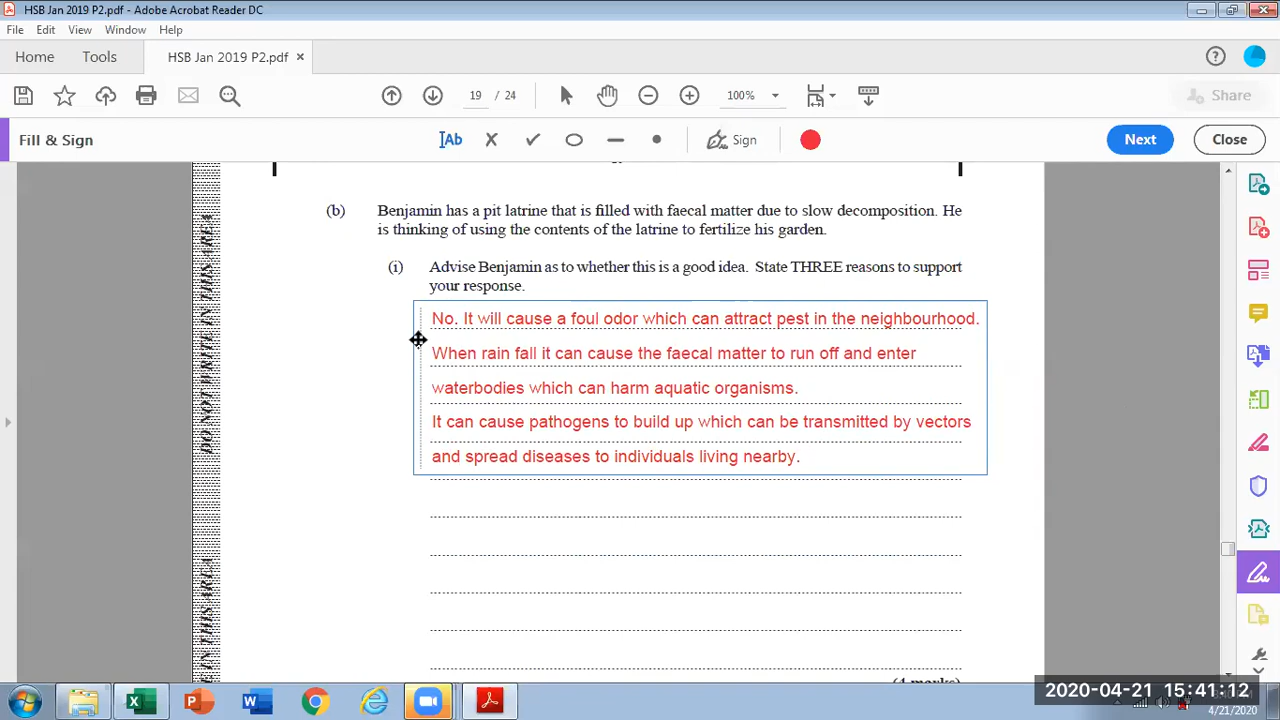 HSB Jan 2019 P2.pdf - Adobe Acrobat Reader DC
File Edit View Window Help
Home Tools HSB Jan 2019 P2.pdf ×
19 / 24 100% Share
Fill & Sign Ab Sign Next Close
(b) Benjamin has a pit latrine that is filled with faecal matter due to slow decomposition. He
is thinking of using the contents of the latrine to fertilize his garden.
(i) Advise Benjamin as to whether this is a good idea. State THREE reasons to support
your response.
No. It will cause a foul odor which can attract pest in the neighbourhood.
When rain fall it can cause the faecal matter to run off and enter
waterbodies which can harm aquatic organisms.
It can cause pathogens to build up which can be transmitted by vectors
and spread diseases to individuals living nearby.
2020-04-21 15:41:12
4/21/2020